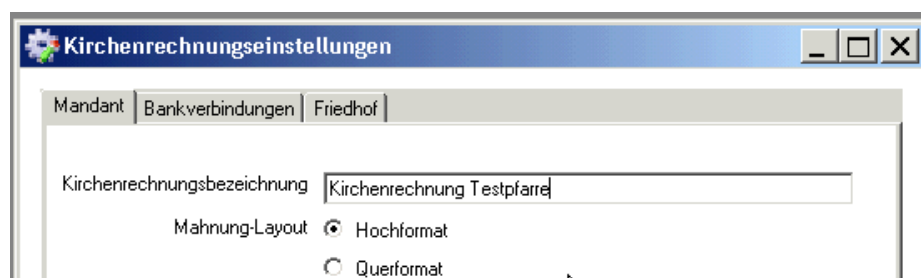 Kirchenrechnungseinstellungen
Mandant Bankverbindungen Friedhof
Kirchenrechnungsbezeichnung Kirchenrechnung Testpfarre
Mahnung-Layout Hochformat
Querformat